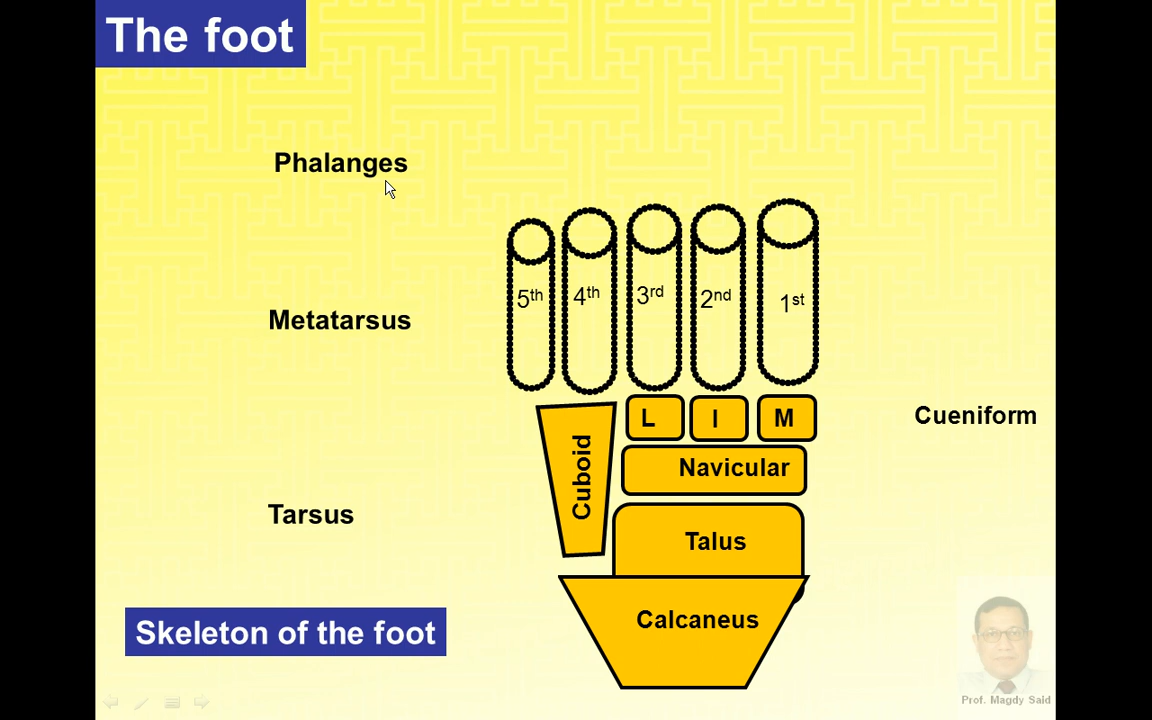 The foot
Phalanges
5th 4th 3rd 2nd 1st
Metatarsus
L I M
Cueniform
Cuboid
Navicular
Tarsus
Talus
Calcaneus
Skeleton of the foot
Prof. Magdy Said